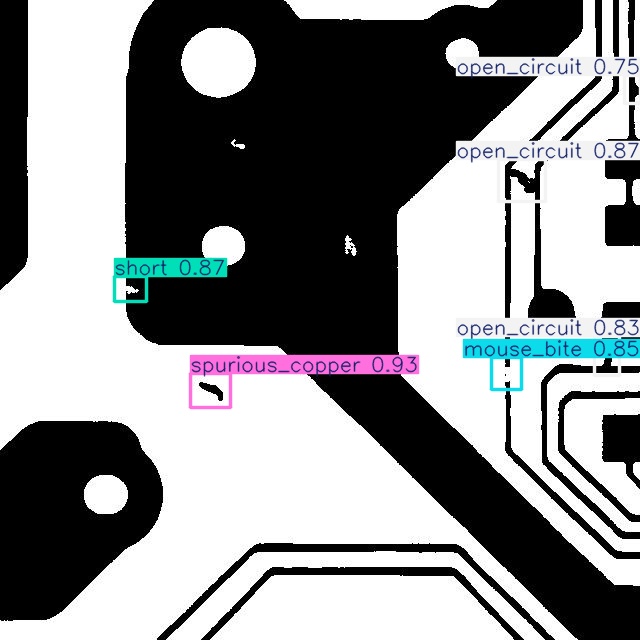 open_circuit 0.75
open_circuit 0.87
short 0.87
open_circuit 0.83
mouse_bite 0.85
spurious_copper 0.93